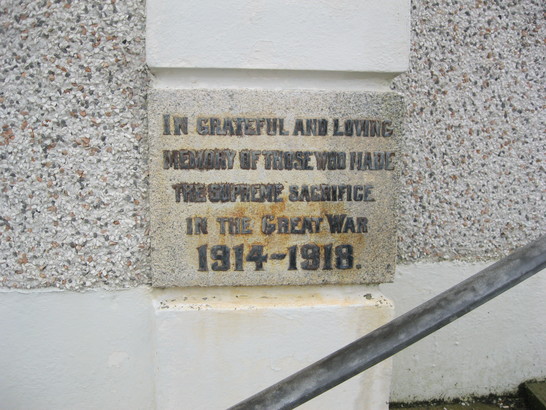 In Grateful and Loving
Memory of Those Who Made
The Supreme Sacrifice
In The Great War
1914-1918.